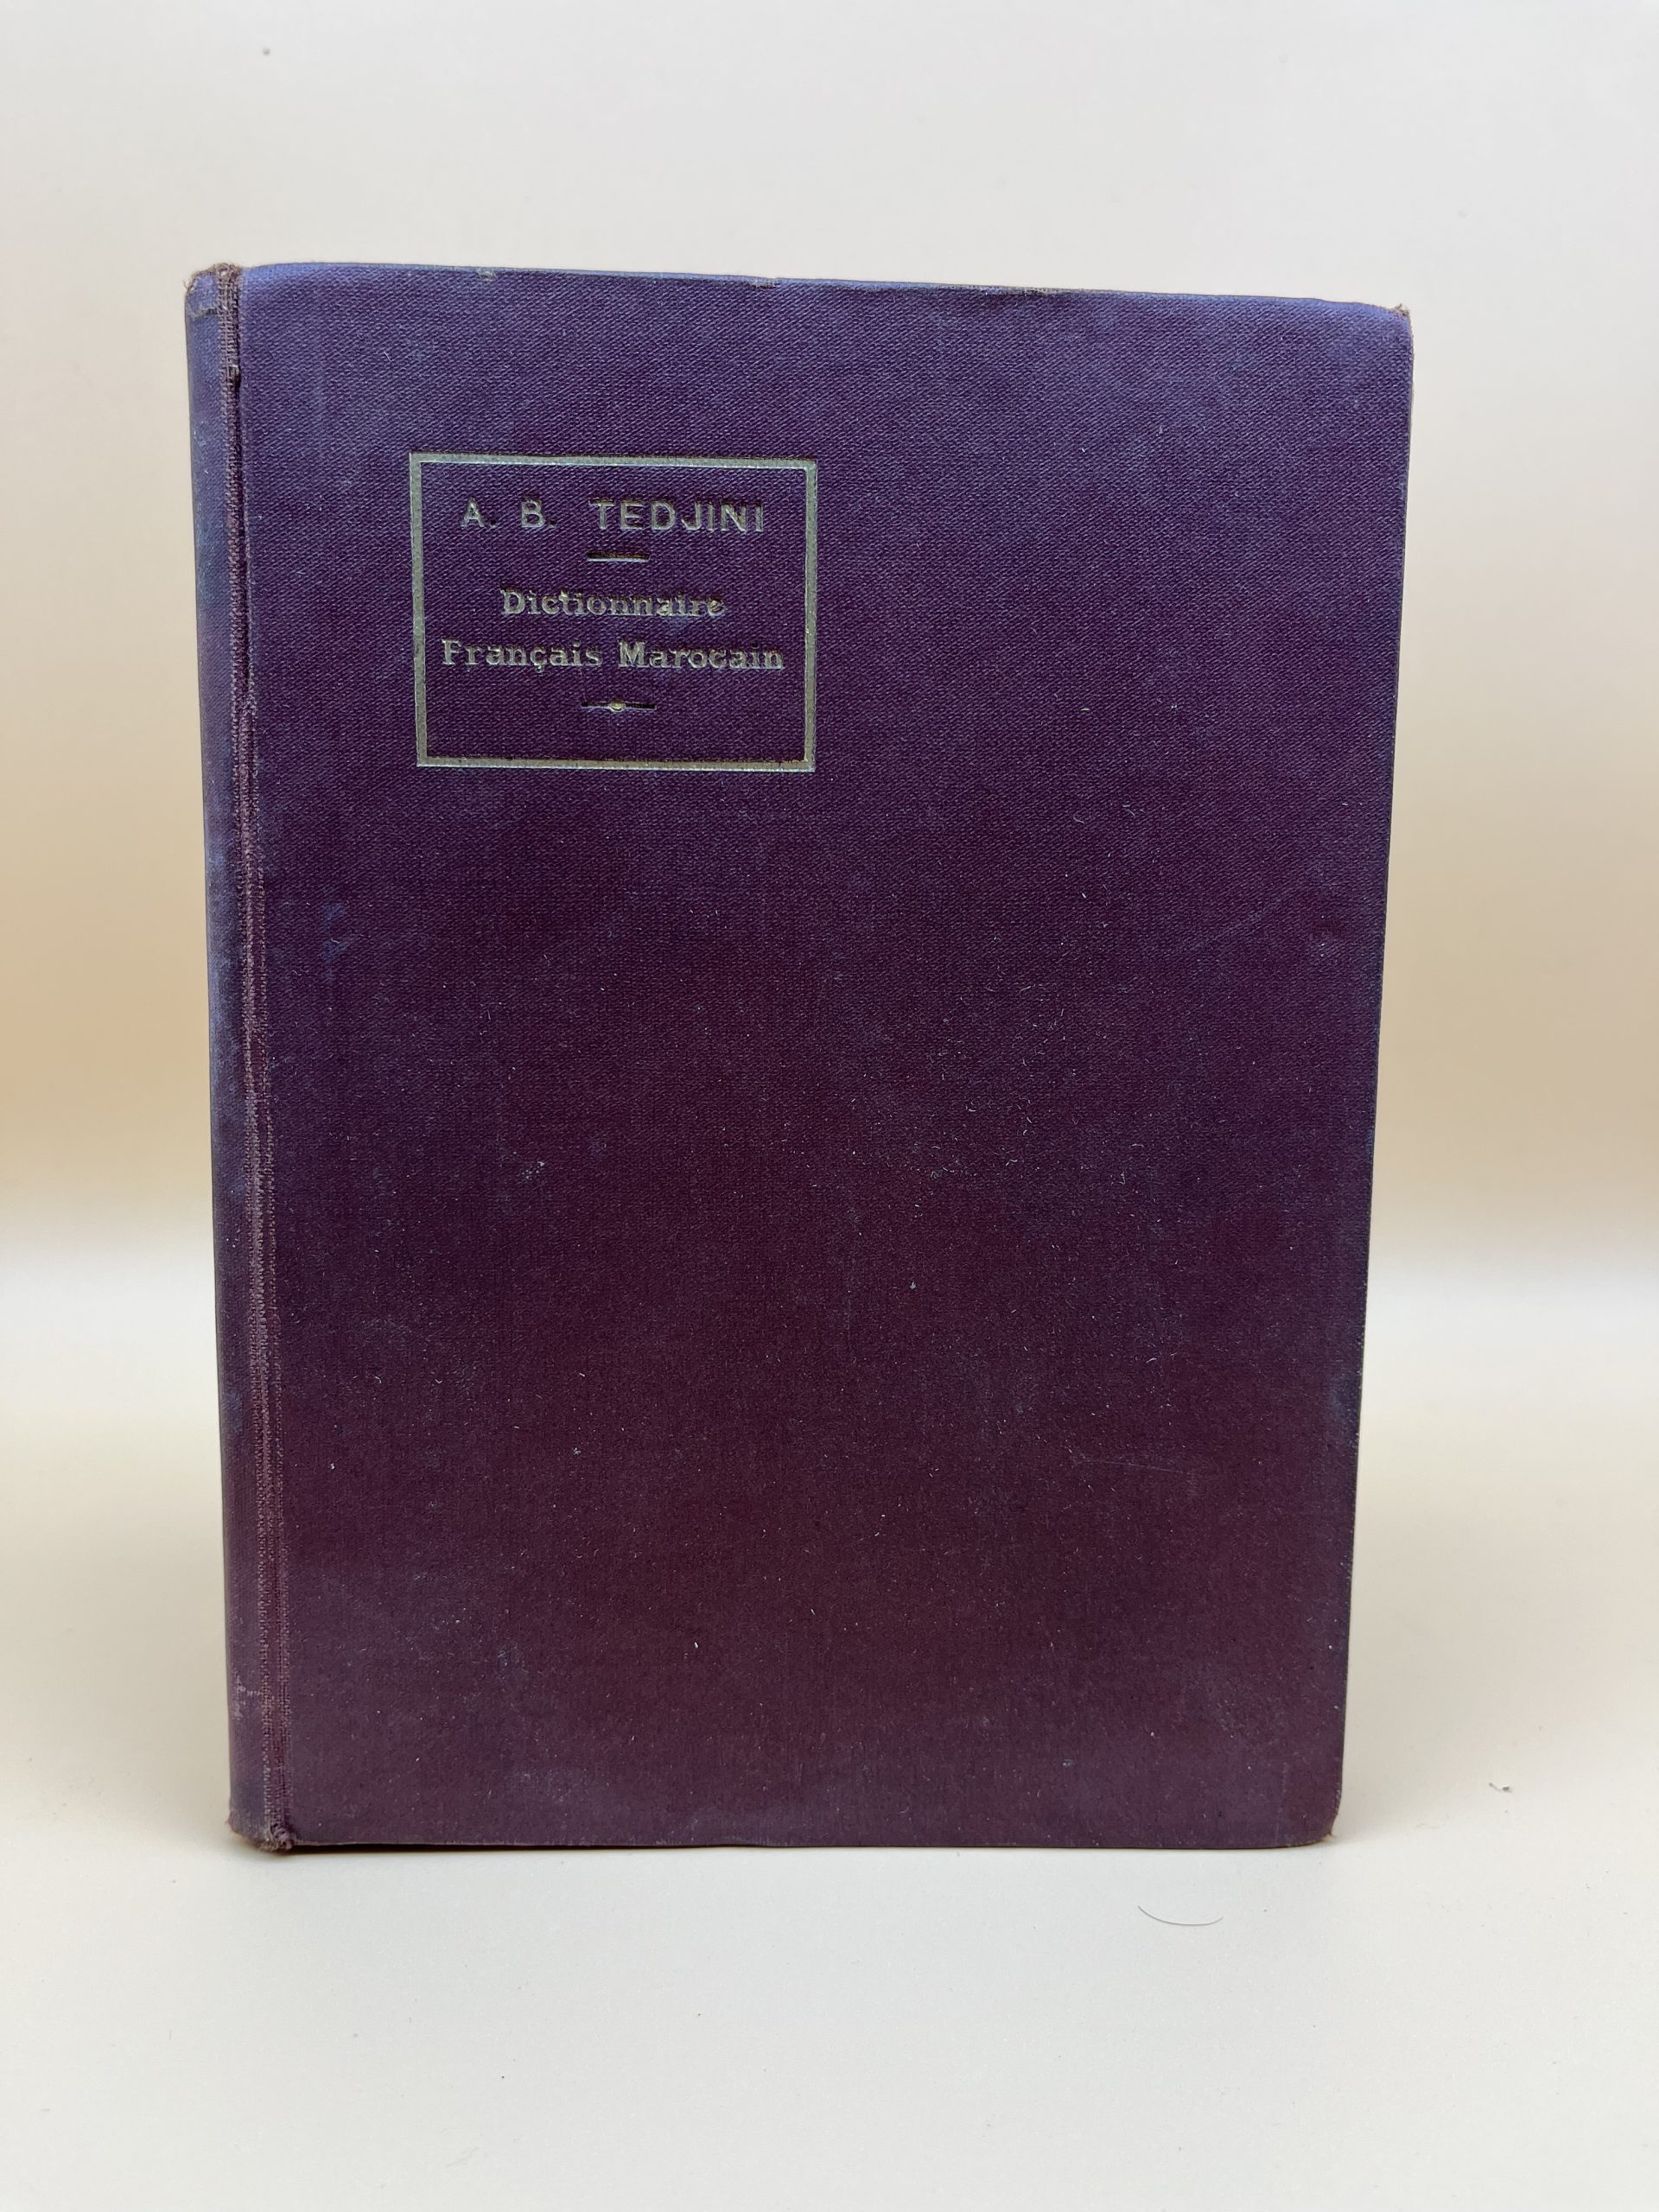 A. B. TEDJINI
Dictionnaire
Français Marocain